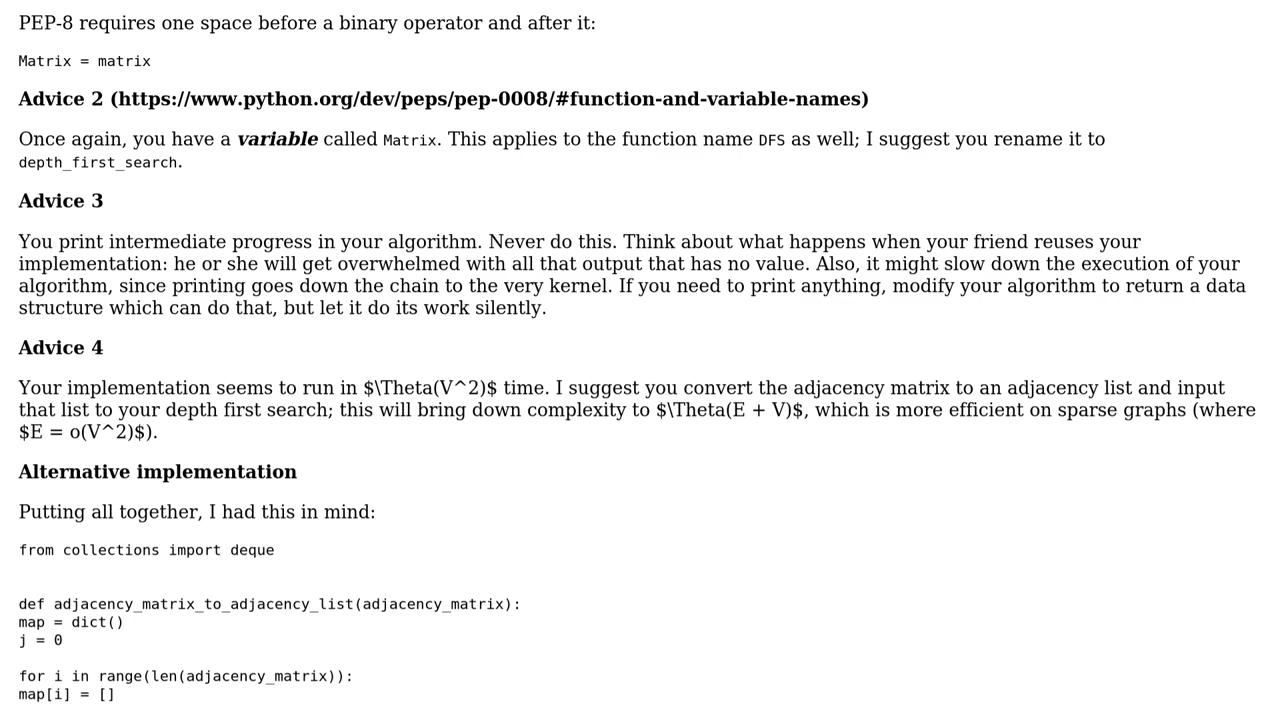 PEP-8 requires one space before a binary operator and after it:
Matrix = matrix
Advice 2 (https://www.python.org/dev/peps/pep-0008/#function-and-variable-names)
Once again, you have a variable called Matrix. This applies to the function name DFS as well; I suggest you rename it to
depth_first_search.
Advice 3
You print intermediate progress in your algorithm. Never do this. Think about what happens when your friend reuses your
implementation: he or she will get overwhelmed with all that output that has no value. Also, it might slow down the execution of your
algorithm, since printing goes down the chain to the very kernel. If you need to print anything, modify your algorithm to return a data
structure which can do that, but let it do its work silently.
Advice 4
Your implementation seems to run in $\Theta(V^2)$ time. I suggest you convert the adjacency matrix to an adjacency list and input
that list to your depth first search; this will bring down complexity to $\Theta(E + V)$, which is more efficient on sparse graphs (where
$E = o(V^2)$).
Alternative implementation
Putting all together, I had this in mind:
from collections import deque
def adjacency_matrix_to_adjacency_list(adjacency_matrix):
map = dict()
j = 0
for i in range(len(adjacency_matrix)):
map[i] = []